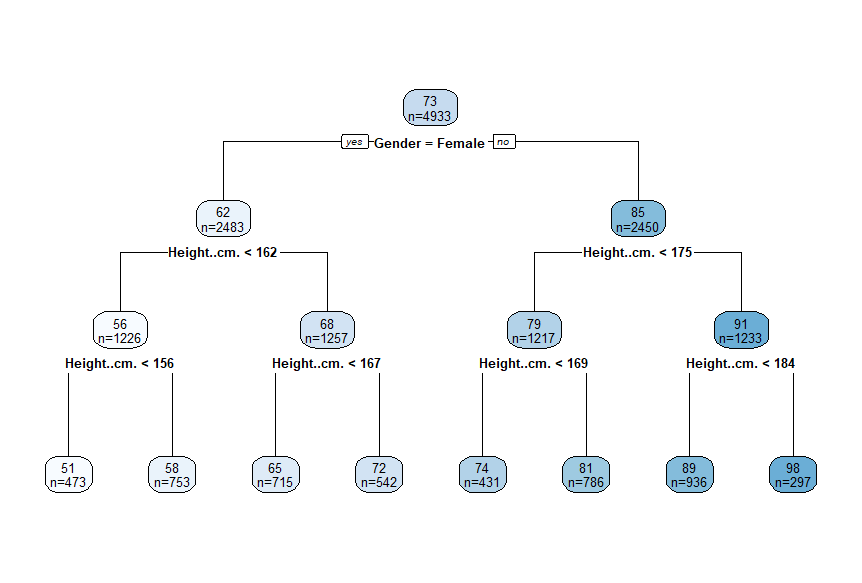 73
n=4933
yes Gender = Female no
62
n=2483
85
n=2450
Height..cm. < 162
Height..cm. < 175
56
n=1226
68
n=1257
79
n=1217
91
n=1233
Height..cm. < 156
Height..cm. < 167
Height..cm. < 169
Height..cm. < 184
51
n=473
58
n=753
65
n=715
72
n=542
74
n=431
81
n=786
89
n=936
98
n=297